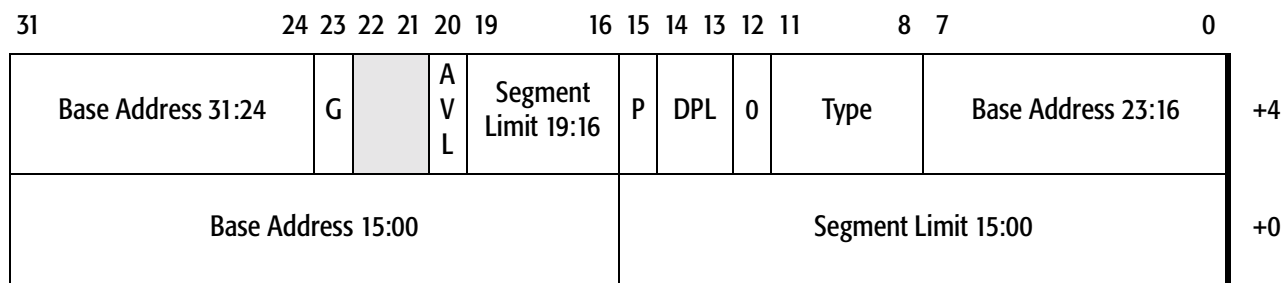 31 24 23 22 21 20 19 16 15 14 13 12 11 8 7 0
Base Address 31:24 G A V L Segment Limit 19:16 P DPL 0 Type Base Address 23:16 +4
Base Address 15:00 Segment Limit 15:00 +0